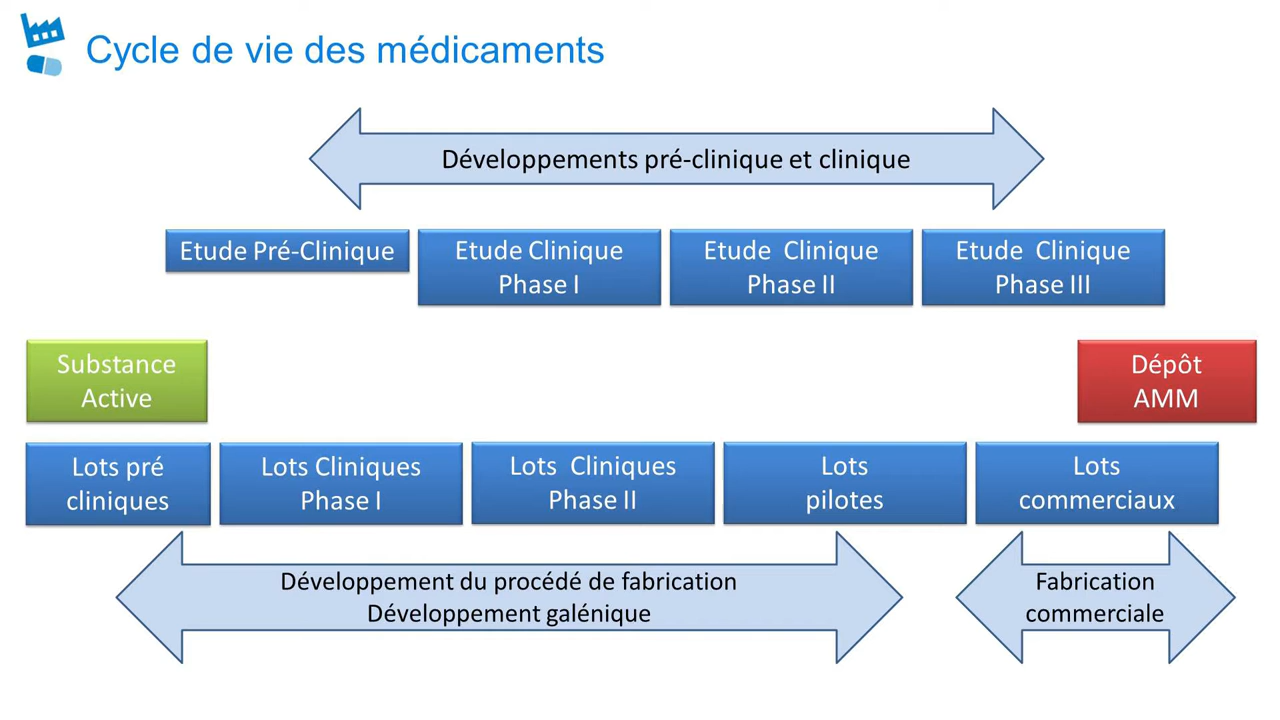 Cycle de vie des médicaments
Développements pré-clinique et clinique
Etude Pré-Clinique
Etude Clinique
Phase I
Etude Clinique
Phase II
Etude Clinique
Phase III
Substance
Active
Dépôt
AMM
Lots pré
cliniques
Lots Cliniques
Phase I
Lots Cliniques
Phase II
Lots
pilotes
Lots
commerciaux
Développement du procédé de fabrication
Développement galénique
Fabrication
commerciale